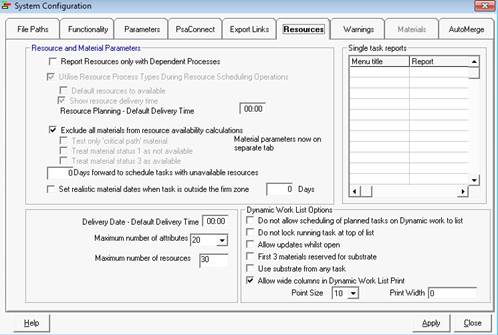 System Configuration
File Paths
Functionality
Parameters
PsaConnect
Export Links
Resources
Warnings
Materials
AutoMerge
Resource and Material Parameters
Report Resources only with Dependent Processes
Utilise Resource Process Types During Resource Scheduling Operations
Default resources to available
Show resource delivery time
Resource Planning - Default Delivery Time 00:00
Exclude all materials from resource availability calculations
Test only 'critical path' material
Treat material status 1 as not available
Treat material status 3 as available
Material parameters now on
separate tab
0 Days forward to schedule tasks with unavailable resources
Set realistic material dates when task is outside the firm zone 0 Days
Single task reports
Menu title Report
Delivery Date - Default Delivery Time 00:00
Maximum number of attributes 20
Maximum number of resources 30
Dynamic Work List Options
Do not allow scheduling of planned tasks on Dynamic work to list
Do not lock running task at top of list
Allow updates whilst open
First 3 materials reserved for substrate
Use substrate from any task
Allow wide columns in Dynamic Work List Print
Point Size 10 Print Width 0
Help
Apply
Close